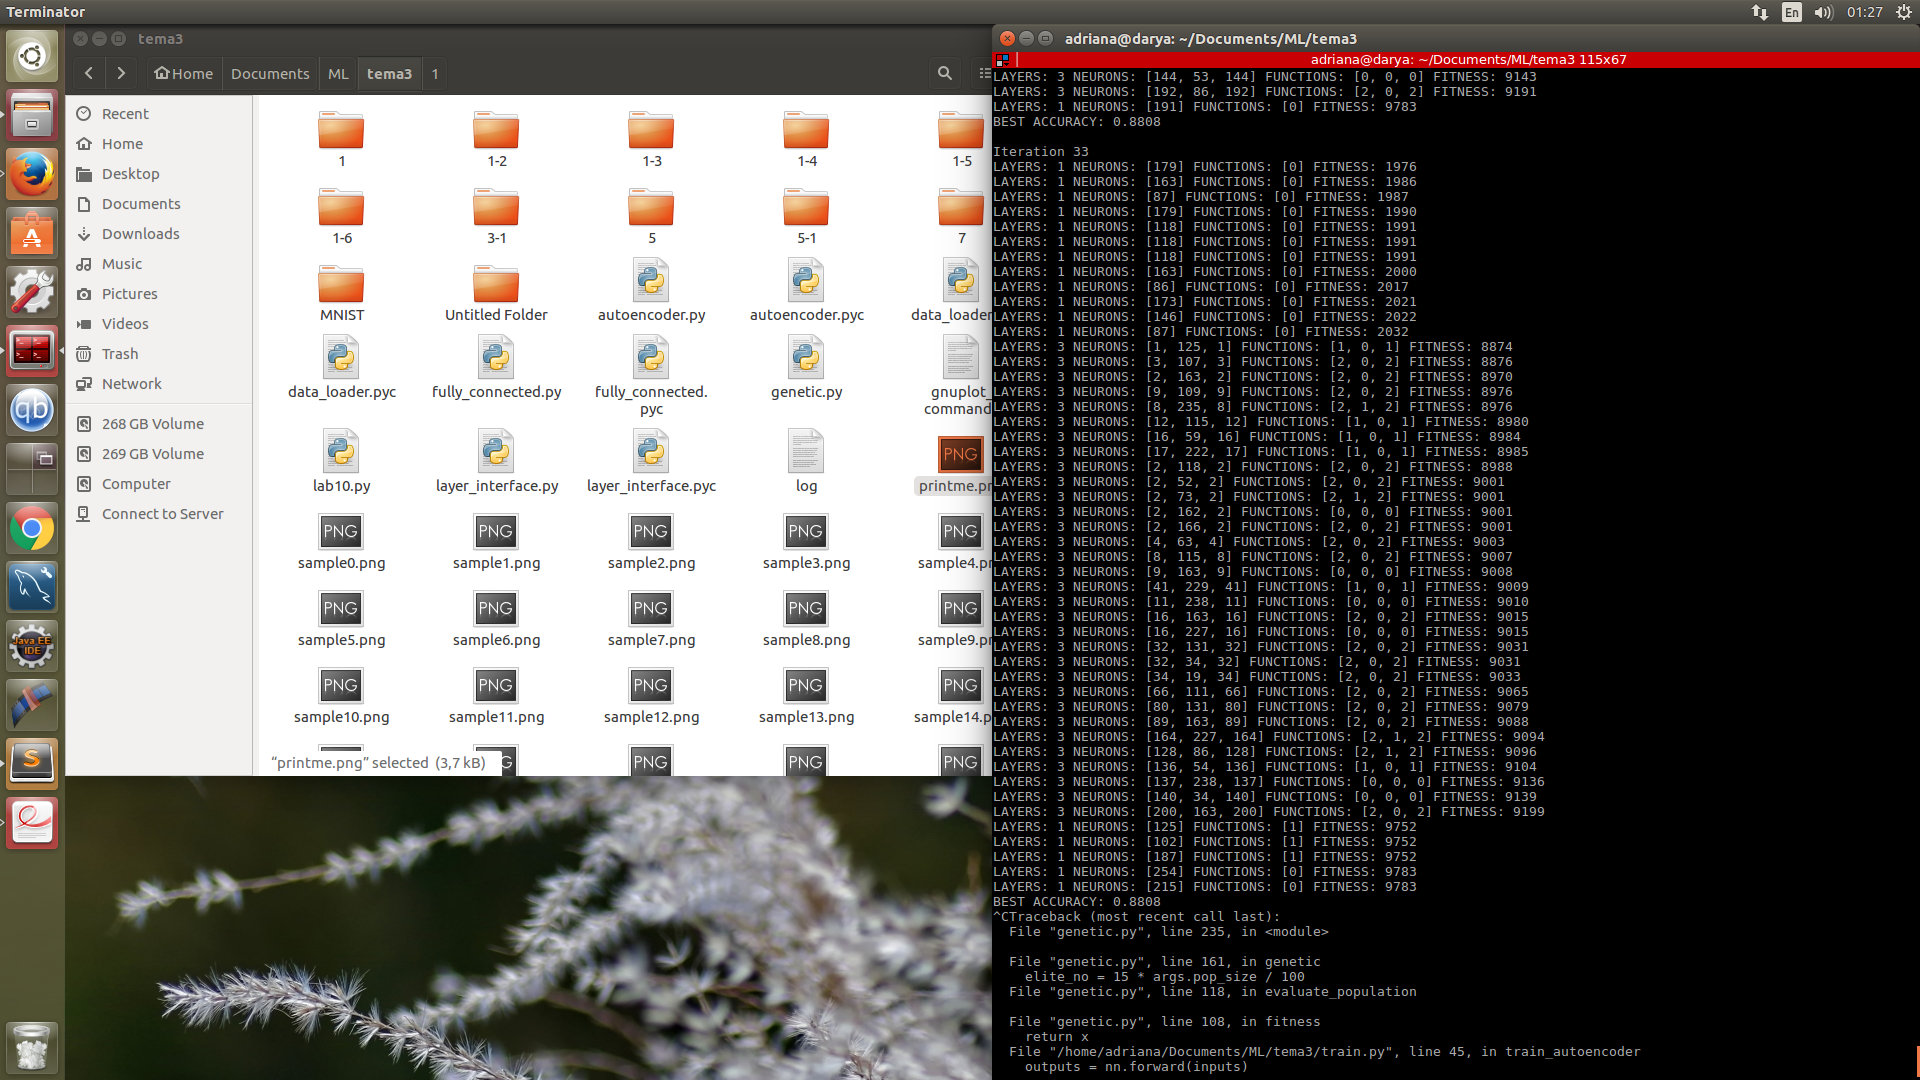 Terminator
En
01:27
tema3
Home
Documents
ML
tema3
1
Recent
Home
Desktop
Documents
Downloads
Music
Pictures
Videos
Trash
Network
268 GB Volume
269 GB Volume
Computer
Connect to Server
1
1-2
1-3
1-4
1-5
1-6
3-1
5
5-1
7
MNIST
Untitled Folder
autoencoder.py
autoencoder.pyc
data_loader
data_loader.pyc
fully_connected.py
fully_connected.
pyc
genetic.py
gnuplot_
command
lab10.py
layer_interface.py
layer_interface.pyc
log
PNG
printme.pr
PNG
PNG
PNG
PNG
PNG
sample0.png
sample1.png
sample2.png
sample3.png
sample4.p
PNG
PNG
PNG
PNG
PNG
sample5.png
sample6.png
sample7.png
sample8.png
sample9.p
PNG
PNG
PNG
PNG
PNG
sample10.png
sample11.png
sample12.png
sample13.png
sample14.p
PNG
PNG
PNG
“printme.png” selected (3,7 kB)
qb
Java EE
IDE
S
adriana@darya: ~/Documents/ML/tema3
adriana@darya: ~/Documents/ML/tema3 115x67
LAYERS: 3 NEURONS: [144, 53, 144] FUNCTIONS: [0, 0, 0] FITNESS: 9143
LAYERS: 3 NEURONS: [192, 86, 192] FUNCTIONS: [2, 0, 2] FITNESS: 9191
LAYERS: 1 NEURONS: [191] FUNCTIONS: [0] FITNESS: 9783
BEST ACCURACY: 0.8808
Iteration 33
LAYERS: 1 NEURONS: [179] FUNCTIONS: [0] FITNESS: 1976
LAYERS: 1 NEURONS: [163] FUNCTIONS: [0] FITNESS: 1986
LAYERS: 1 NEURONS: [87] FUNCTIONS: [0] FITNESS: 1987
LAYERS: 1 NEURONS: [179] FUNCTIONS: [0] FITNESS: 1990
LAYERS: 1 NEURONS: [118] FUNCTIONS: [0] FITNESS: 1991
LAYERS: 1 NEURONS: [118] FUNCTIONS: [0] FITNESS: 1991
LAYERS: 1 NEURONS: [118] FUNCTIONS: [0] FITNESS: 1991
LAYERS: 1 NEURONS: [163] FUNCTIONS: [0] FITNESS: 2000
LAYERS: 1 NEURONS: [86] FUNCTIONS: [0] FITNESS: 2017
LAYERS: 1 NEURONS: [173] FUNCTIONS: [0] FITNESS: 2021
LAYERS: 1 NEURONS: [146] FUNCTIONS: [0] FITNESS: 2022
LAYERS: 1 NEURONS: [87] FUNCTIONS: [0] FITNESS: 2032
LAYERS: 3 NEURONS: [1, 125, 1] FUNCTIONS: [1, 0, 1] FITNESS: 8874
LAYERS: 3 NEURONS: [3, 107, 3] FUNCTIONS: [2, 0, 2] FITNESS: 8876
LAYERS: 3 NEURONS: [2, 163, 2] FUNCTIONS: [2, 0, 2] FITNESS: 8970
LAYERS: 3 NEURONS: [9, 109, 9] FUNCTIONS: [2, 0, 2] FITNESS: 8976
LAYERS: 3 NEURONS: [8, 235, 8] FUNCTIONS: [2, 1, 2] FITNESS: 8976
LAYERS: 3 NEURONS: [12, 115, 12] FUNCTIONS: [1, 0, 1] FITNESS: 8980
LAYERS: 3 NEURONS: [16, 59, 16] FUNCTIONS: [1, 0, 1] FITNESS: 8984
LAYERS: 3 NEURONS: [17, 222, 17] FUNCTIONS: [1, 0, 1] FITNESS: 8985
LAYERS: 3 NEURONS: [2, 118, 2] FUNCTIONS: [2, 0, 2] FITNESS: 8988
LAYERS: 3 NEURONS: [2, 52, 2] FUNCTIONS: [2, 0, 2] FITNESS: 9001
LAYERS: 3 NEURONS: [2, 73, 2] FUNCTIONS: [2, 1, 2] FITNESS: 9001
LAYERS: 3 NEURONS: [2, 162, 2] FUNCTIONS: [0, 0, 0] FITNESS: 9001
LAYERS: 3 NEURONS: [2, 166, 2] FUNCTIONS: [2, 0, 2] FITNESS: 9001
LAYERS: 3 NEURONS: [4, 63, 4] FUNCTIONS: [2, 0, 2] FITNESS: 9003
LAYERS: 3 NEURONS: [8, 115, 8] FUNCTIONS: [2, 0, 2] FITNESS: 9007
LAYERS: 3 NEURONS: [9, 163, 9] FUNCTIONS: [0, 0, 0] FITNESS: 9008
LAYERS: 3 NEURONS: [41, 229, 41] FUNCTIONS: [1, 0, 1] FITNESS: 9009
LAYERS: 3 NEURONS: [11, 238, 11] FUNCTIONS: [0, 0, 0] FITNESS: 9010
LAYERS: 3 NEURONS: [16, 163, 16] FUNCTIONS: [2, 0, 2] FITNESS: 9015
LAYERS: 3 NEURONS: [16, 227, 16] FUNCTIONS: [0, 0, 0] FITNESS: 9015
LAYERS: 3 NEURONS: [32, 131, 32] FUNCTIONS: [2, 0, 2] FITNESS: 9031
LAYERS: 3 NEURONS: [32, 34, 32] FUNCTIONS: [2, 0, 2] FITNESS: 9031
LAYERS: 3 NEURONS: [34, 19, 34] FUNCTIONS: [2, 0, 2] FITNESS: 9033
LAYERS: 3 NEURONS: [66, 111, 66] FUNCTIONS: [2, 0, 2] FITNESS: 9065
LAYERS: 3 NEURONS: [80, 131, 80] FUNCTIONS: [2, 0, 2] FITNESS: 9079
LAYERS: 3 NEURONS: [89, 163, 89] FUNCTIONS: [2, 0, 2] FITNESS: 9088
LAYERS: 3 NEURONS: [164, 227, 164] FUNCTIONS: [2, 1, 2] FITNESS: 9094
LAYERS: 3 NEURONS: [128, 86, 128] FUNCTIONS: [2, 1, 2] FITNESS: 9096
LAYERS: 3 NEURONS: [136, 54, 136] FUNCTIONS: [1, 0, 1] FITNESS: 9104
LAYERS: 3 NEURONS: [137, 238, 137] FUNCTIONS: [0, 0, 0] FITNESS: 9136
LAYERS: 3 NEURONS: [140, 34, 140] FUNCTIONS: [0, 0, 0] FITNESS: 9139
LAYERS: 3 NEURONS: [200, 163, 200] FUNCTIONS: [2, 0, 2] FITNESS: 9199
LAYERS: 1 NEURONS: [125] FUNCTIONS: [1] FITNESS: 9752
LAYERS: 1 NEURONS: [102] FUNCTIONS: [1] FITNESS: 9752
LAYERS: 1 NEURONS: [187] FUNCTIONS: [1] FITNESS: 9752
LAYERS: 1 NEURONS: [254] FUNCTIONS: [0] FITNESS: 9783
LAYERS: 1 NEURONS: [215] FUNCTIONS: [0] FITNESS: 9783
BEST ACCURACY: 0.8808
^CTraceback (most recent call last):
File "genetic.py", line 235, in <module>
File "genetic.py", line 161, in genetic
elite_no = 15 * args.pop_size / 100
File "genetic.py", line 118, in evaluate_population
File "genetic.py", line 108, in fitness
return x
File "/home/adriana/Documents/ML/tema3/train.py", line 45, in train_autoencoder
outputs = nn.forward(inputs)